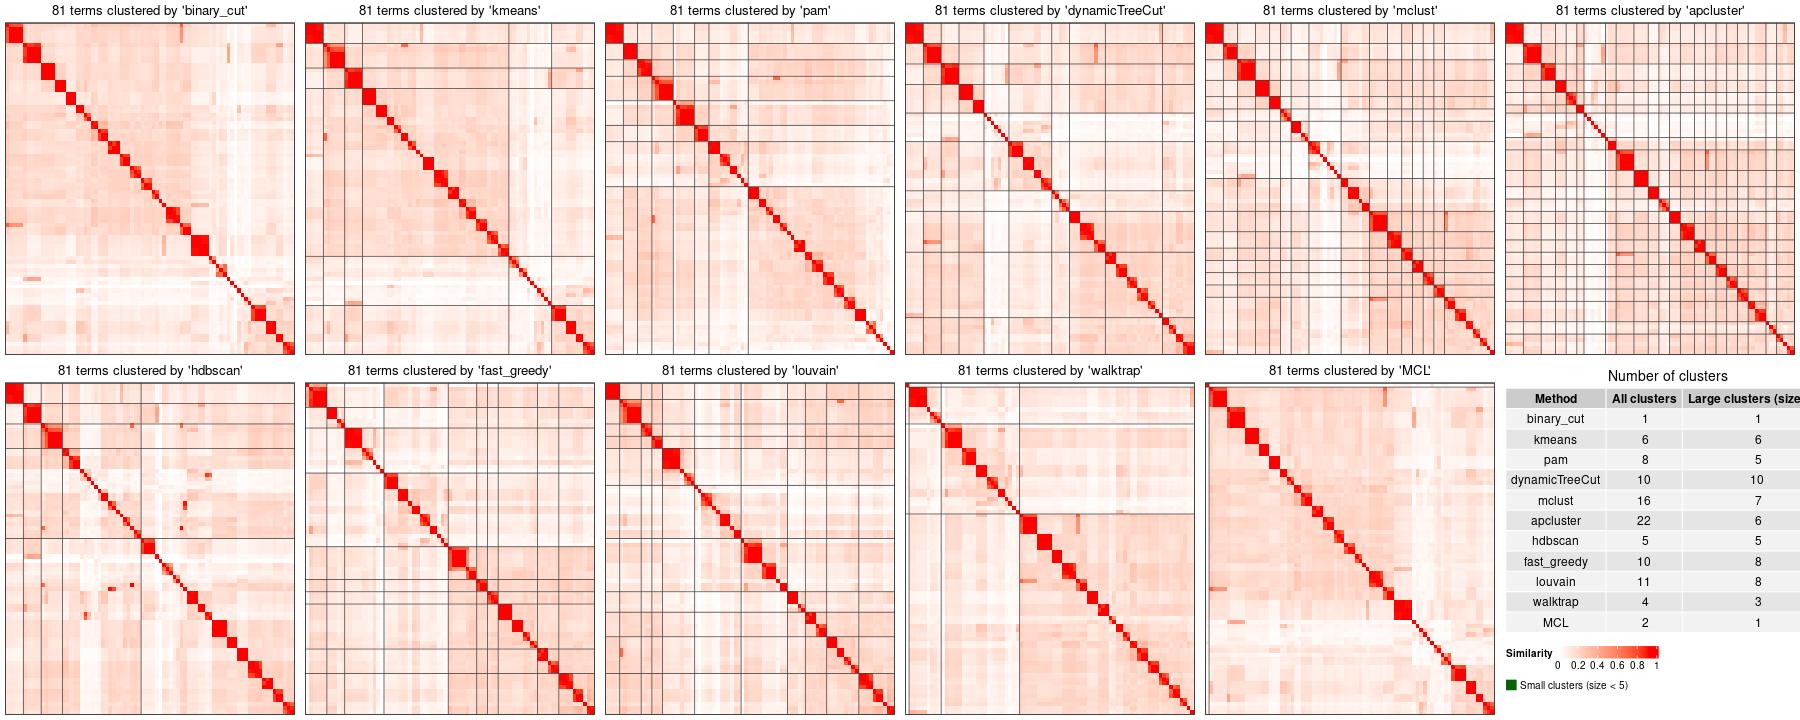 81 terms clustered by 'binary_cut'
81 terms clustered by 'kmeans'
81 terms clustered by 'pam'
81 terms clustered by 'dynamicTreeCut'
81 terms clustered by 'mclust'
81 terms clustered by 'apcluster'
81 terms clustered by 'hdbscan'
81 terms clustered by 'fast_greedy'
81 terms clustered by 'louvain'
81 terms clustered by 'walktrap'
81 terms clustered by 'MCL'
Number of clusters
Method All clusters Large clusters (size
binary_cut 1 1
kmeans 6 6
pam 8 5
dynamicTreeCut 10 10
mclust 16 7
apcluster 22 6
hdbscan 5 5
fast_greedy 10 8
louvain 11 8
walktrap 4 3
MCL 2 1
Similarity
0 0.2 0.4 0.6 0.8 1
Small clusters (size < 5)